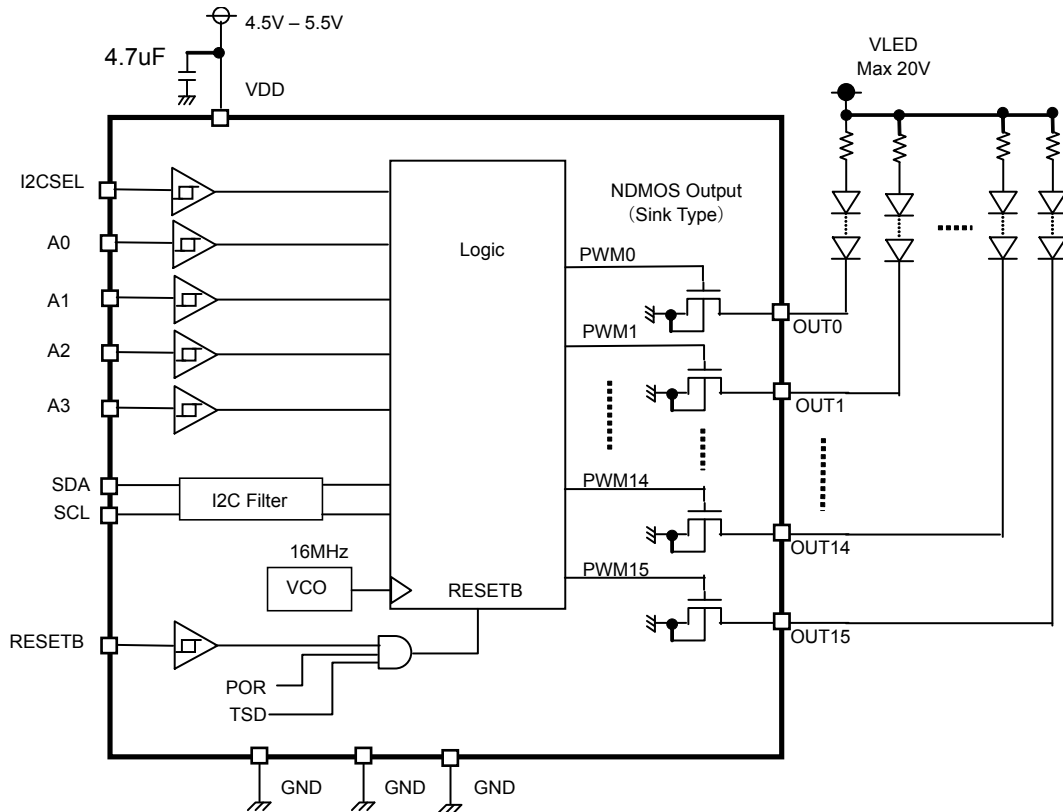 4.5V – 5.5V
4.7uF
VDD
VLED
Max 20V
I2CSEL
A0
A1
A2
A3
SDA
SCL
I2C Filter
16MHz
VCO
RESETB
POR
TSD
Logic
RESETB
NDMOS Output
（Sink Type）
PWM0
PWM1
PWM14
PWM15
OUT0
OUT1
OUT14
OUT15
GND
GND
GND